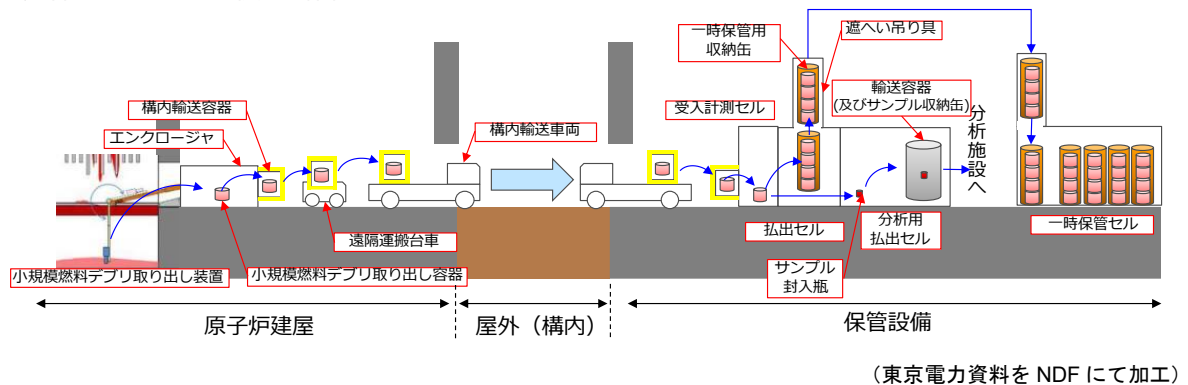 一時保管用
収納缶
遮へい吊り具
輸送容器
(及びサンプル収納缶)
構内輸送容器
エンクロージャ
構内輸送車両
受入計測セル
分析施設へ
遠隔運搬台車
払出セル
分析用
払出セル
一時保管セル
小規模燃料デブリ取り出し装置
小規模燃料デブリ取り出し容器
サンプル
封入瓶
原子炉建屋
屋外（構内）
保管設備
（東京電力資料を NDF にて加工）